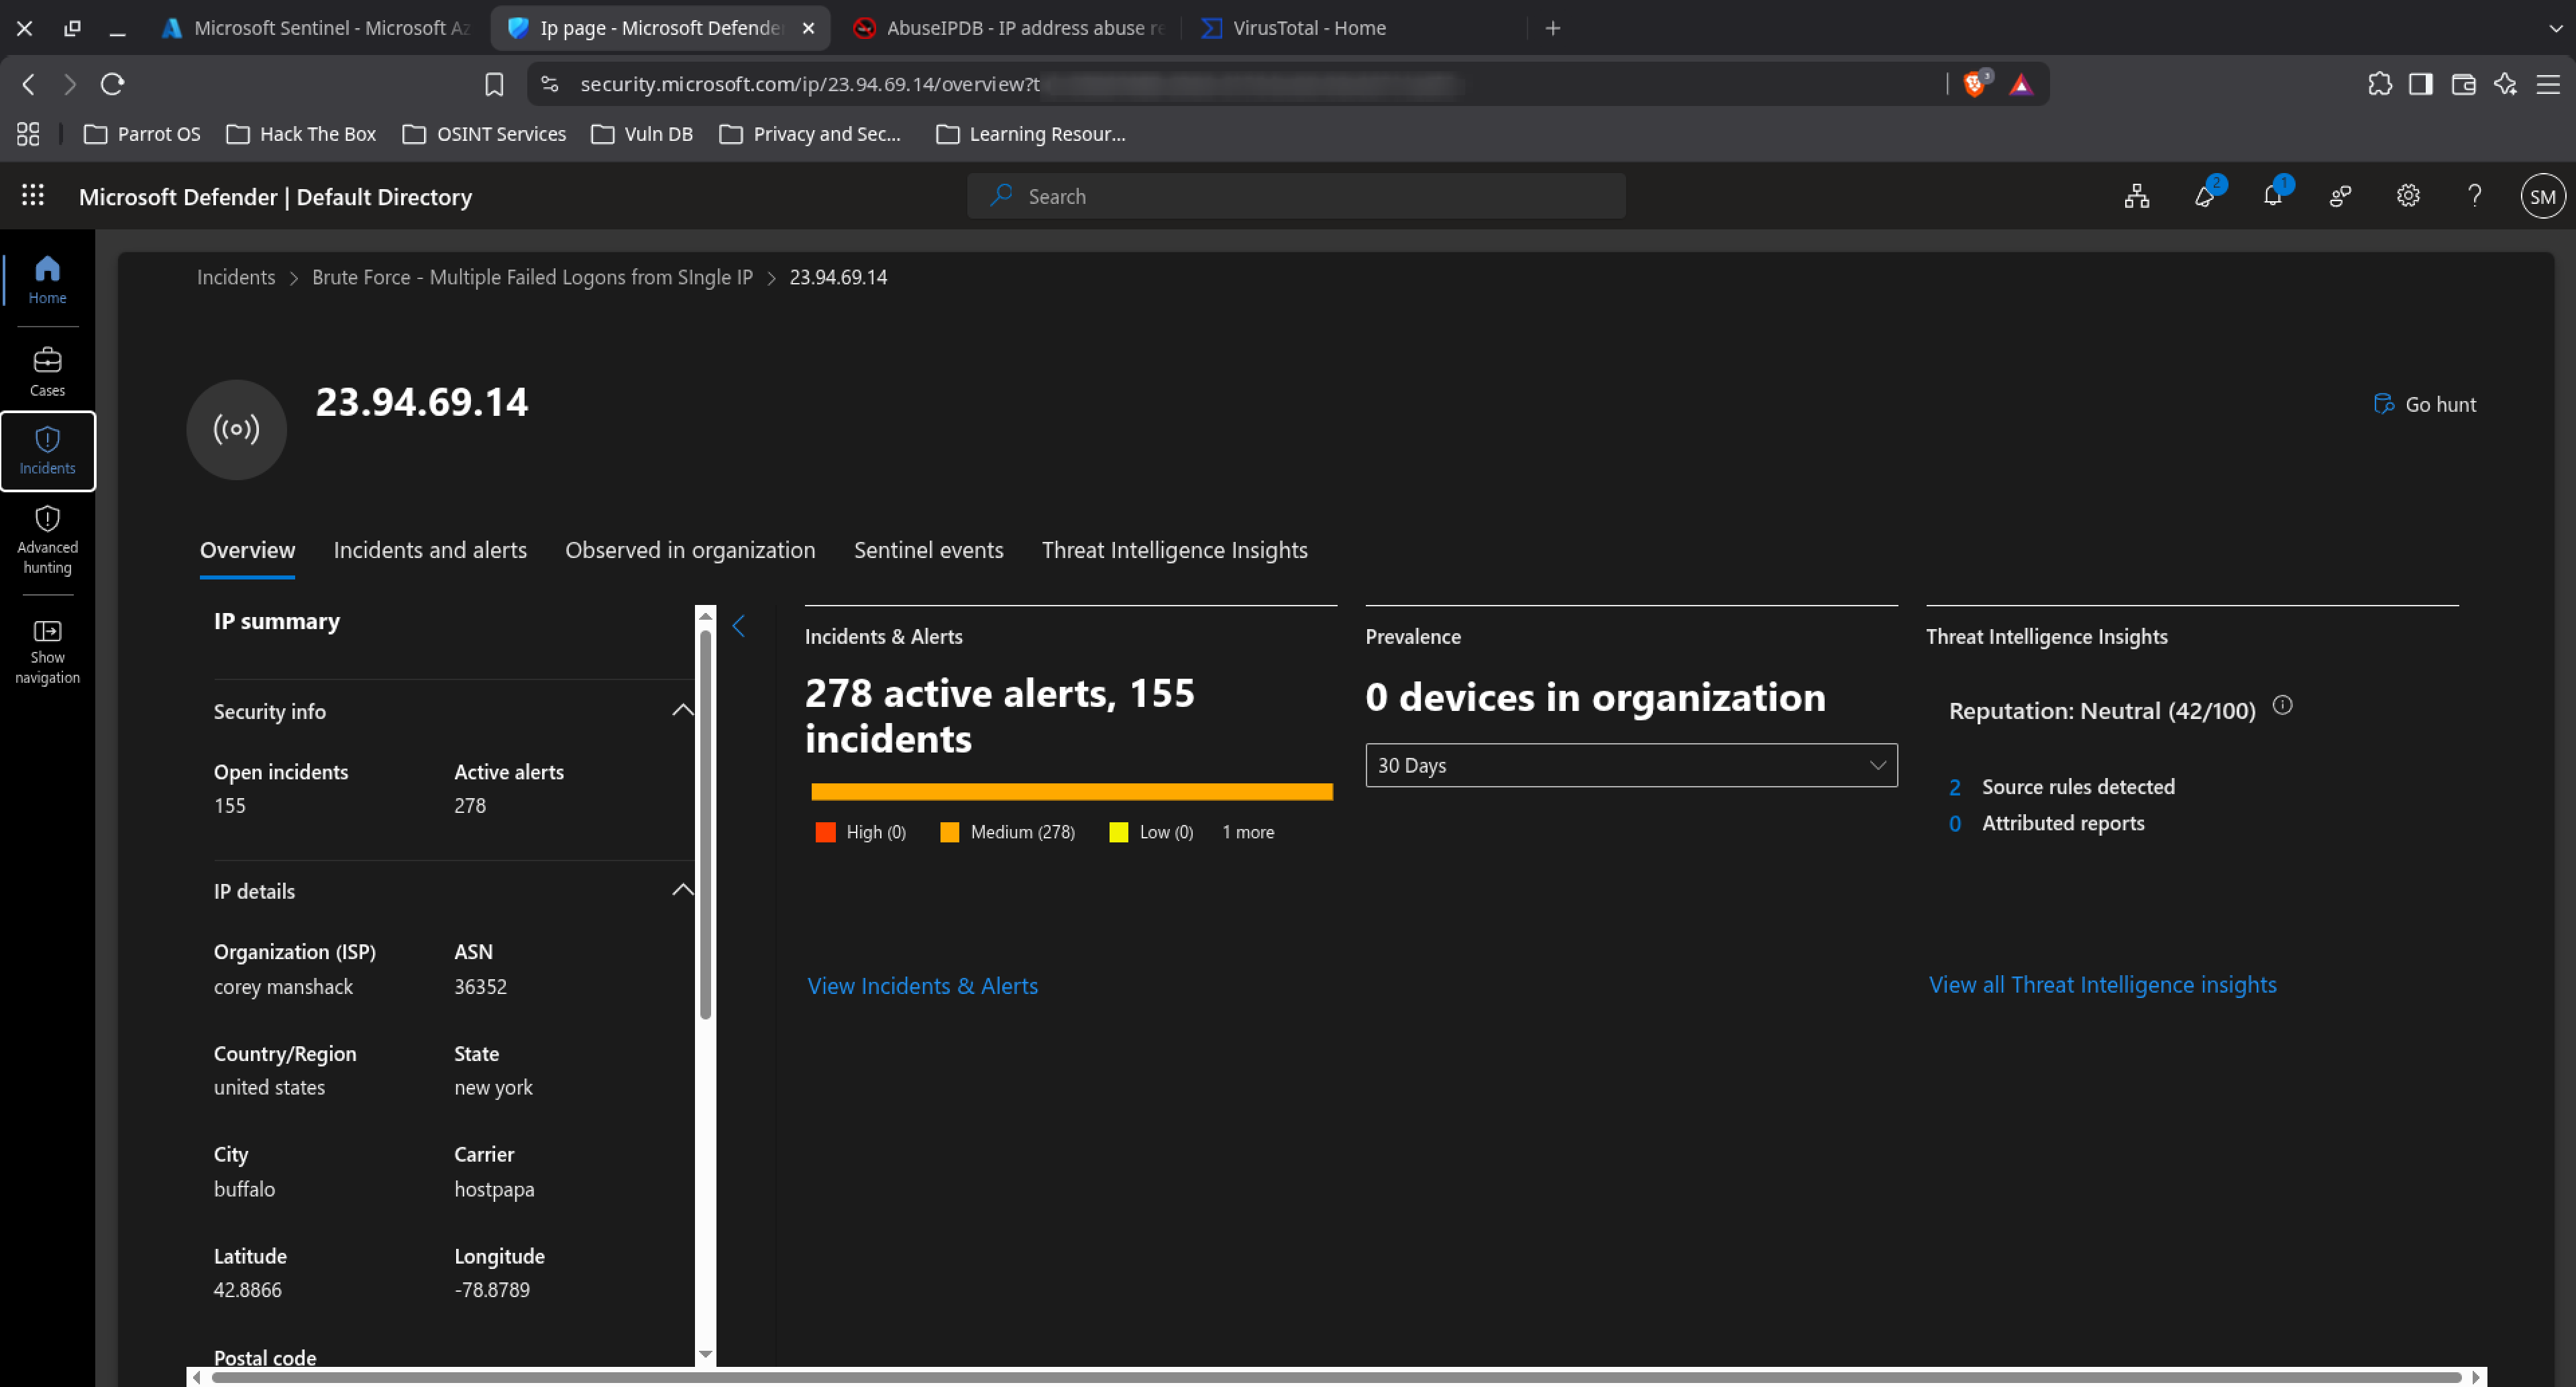 Microsoft Sentinel - Microsoft Az
Ip page - Microsoft Defende
AbuseIPDB - IP address abuse re
VirusTotal - Home
security.microsoft.com/ip/23.94.69.14/overview?t
3
Parrot OS
Hack The Box
OSINT Services
Vuln DB
Privacy and Sec...
Learning Resour...
Microsoft Defender | Default Directory
Search
2
1
SM
Home
Cases
Incidents
Advanced
hunting
Show
navigation
Incidents > Brute Force - Multiple Failed Logons from SIngle IP > 23.94.69.14
23.94.69.14
Go hunt
Overview
Incidents and alerts
Observed in organization
Sentinel events
Threat Intelligence Insights
IP summary
Security info
Open incidents
155
Active alerts
278
IP details
Organization (ISP)
corey manshack
ASN
36352
Country/Region
united states
State
new york
City
buffalo
Carrier
hostpapa
Latitude
42.8866
Longitude
-78.8789
Postal code
Incidents & Alerts
278 active alerts, 155
incidents
High (0)
Medium (278)
Low (0)
1 more
View Incidents & Alerts
Prevalence
0 devices in organization
30 Days
Threat Intelligence Insights
Reputation: Neutral (42/100)
2 Source rules detected
0 Attributed reports
View all Threat Intelligence insights